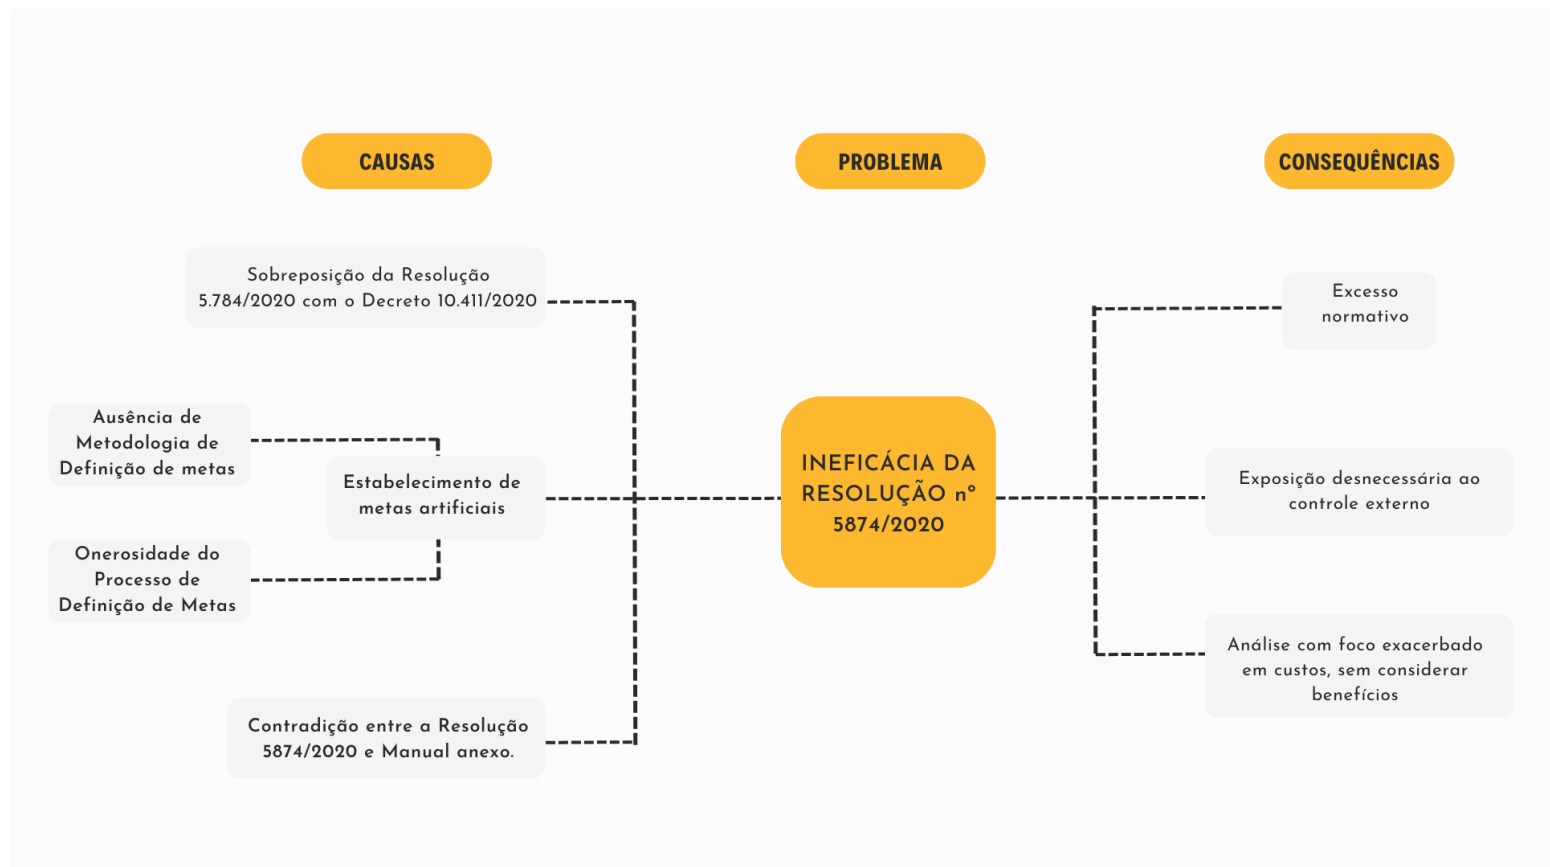 CAUSAS
PROBLEMA
CONSEQUÊNCIAS
Sobreposição da Resolução
5.784/2020 com o Decreto 10.411/2020
Ausência de
Metodologia de
Definição de metas
Estabelecimento de
metas artificiais
Onerosidade do
Processo de
Definição de Metas
Contradição entre a Resolução
5874/2020 e Manual anexo.
INEFICÁCIA DA
RESOLUÇÃO nº
5874/2020
Excesso
normativo
Exposição desnecessária ao
controle externo
Análise com foco exacerbado
em custos, sem considerar
benefícios